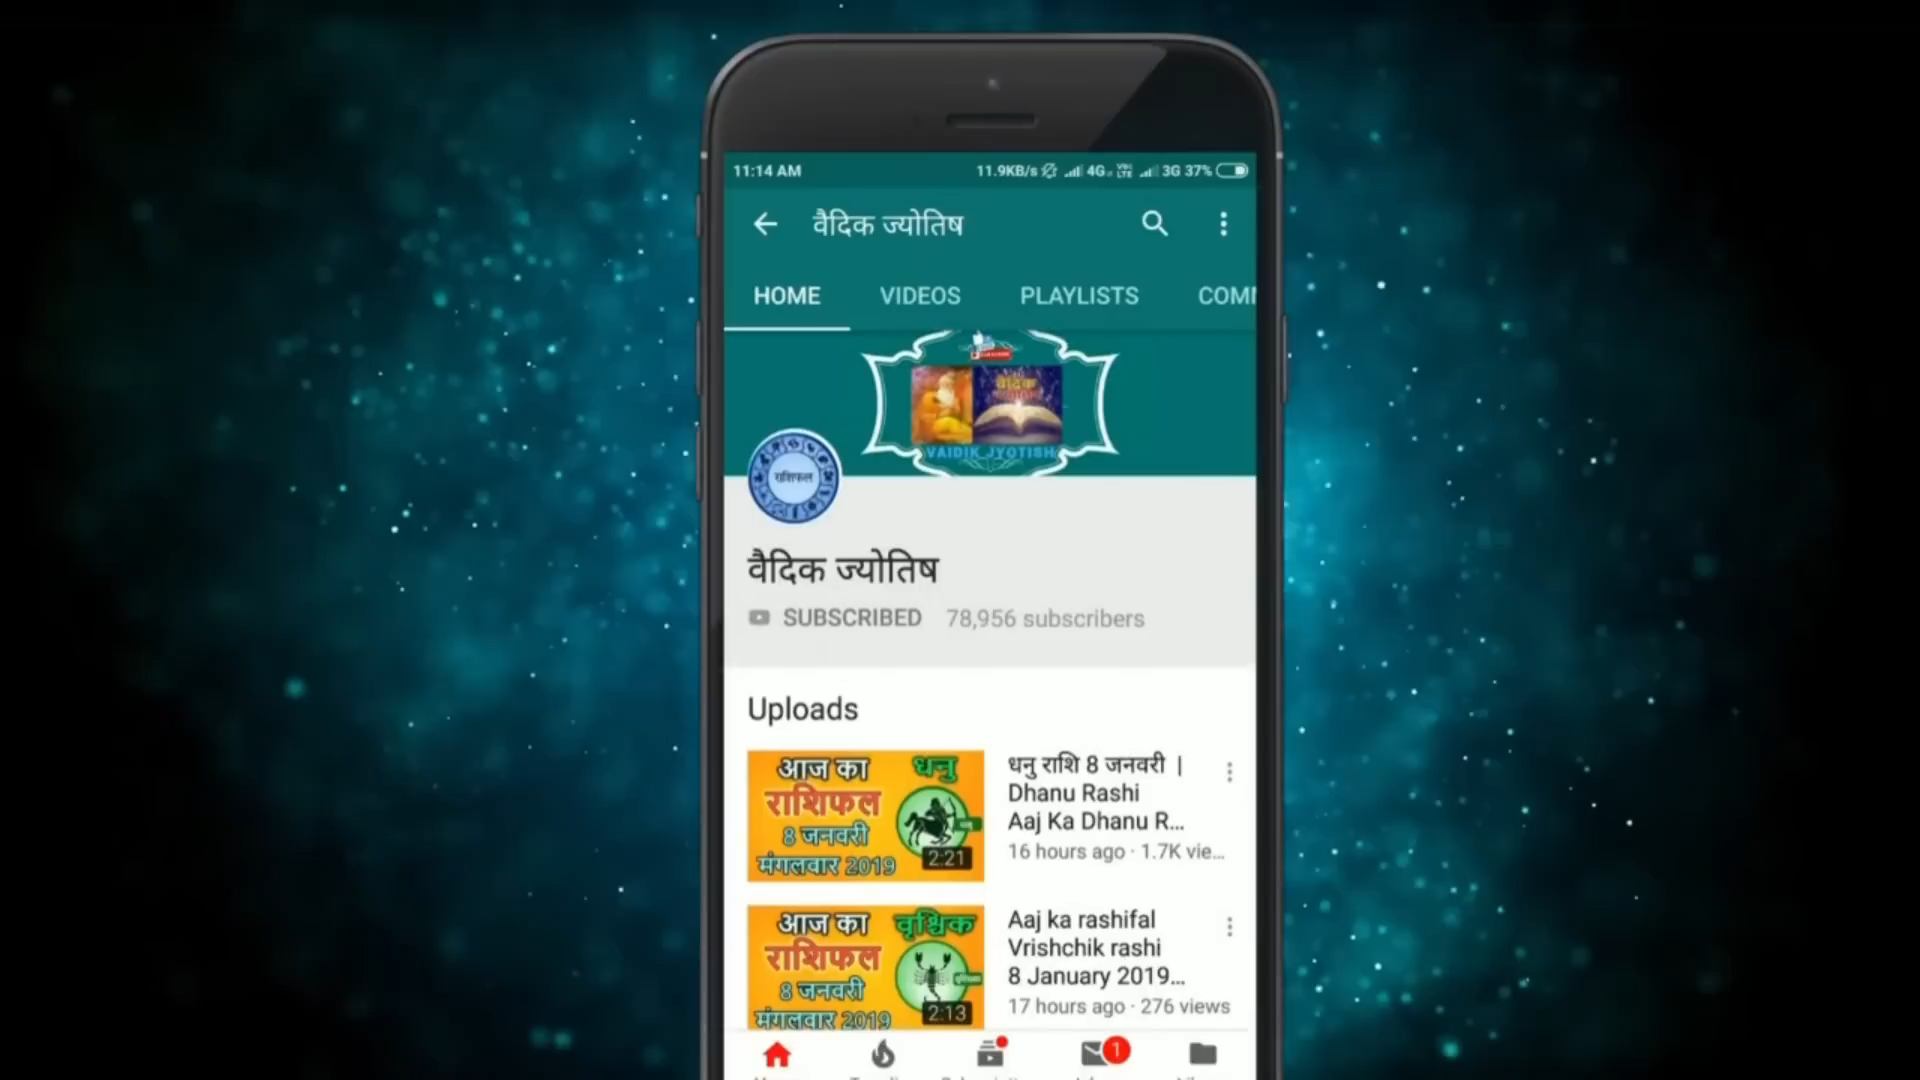 11:14 AM 11.9KB/s 4G VoLTE 3G 37%
वैदिक ज्योतिष
HOME VIDEOS PLAYLISTS COMM
वैदिक
VAIDIK JYOTISH
राशिफल
वैदिक ज्योतिष
SUBSCRIBED 78,956 subscribers
Uploads
आज का धनु
राशिफल
8 जनवरी
मंगलवार 2019
2:21
धनु राशि 8 जनवरी |
Dhanu Rashi
Aaj Ka Dhanu R...
16 hours ago · 1.7K vie...
आज का वृश्चिक
राशिफल
8 जनवरी
मंगलवार 2019
2:13
Aaj ka rashifal
Vrishchik rashi
8 January 2019...
17 hours ago · 276 views
1